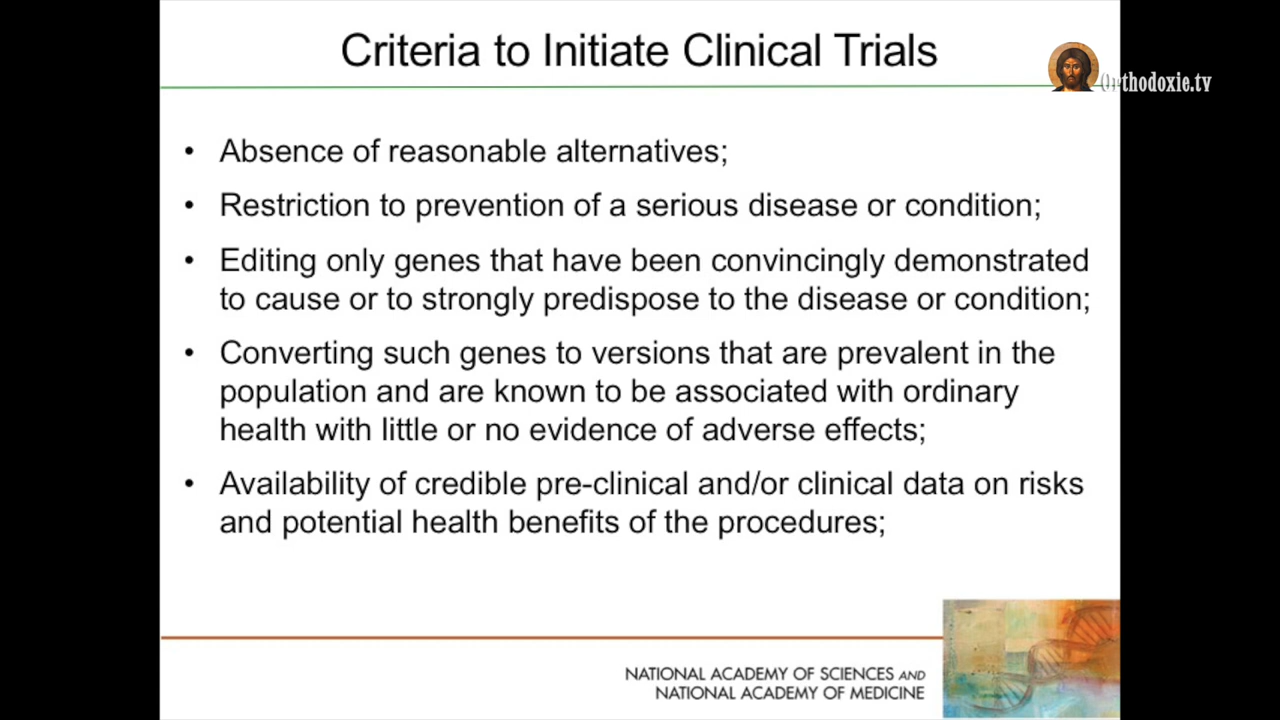 Criteria to Initiate Clinical Trials
Orthodoxie.tv
• Absence of reasonable alternatives;
• Restriction to prevention of a serious disease or condition;
• Editing only genes that have been convincingly demonstrated
to cause or to strongly predispose to the disease or condition;
• Converting such genes to versions that are prevalent in the
population and are known to be associated with ordinary
health with little or no evidence of adverse effects;
• Availability of credible pre-clinical and/or clinical data on risks
and potential health benefits of the procedures;
NATIONAL ACADEMY OF SCIENCES AND
NATIONAL ACADEMY OF MEDICINE